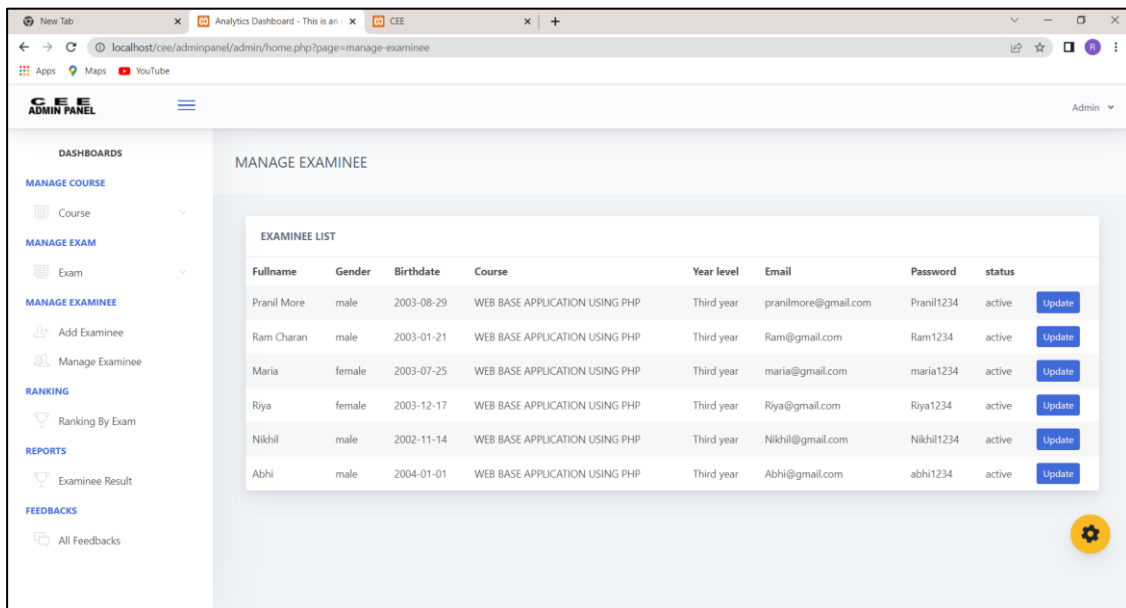 New Tab
Analytics Dashboard - This is an
CEE
localhost/cee/adminpanel/admin/home.php?page=manage-examinee
R
Apps Maps YouTube
C E E
ADMIN PANEL
Admin
DASHBOARDS
MANAGE COURSE
Course
MANAGE EXAM
Exam
MANAGE EXAMINEE
Add Examinee
Manage Examinee
RANKING
Ranking By Exam
REPORTS
Examinee Result
FEEDBACKS
All Feedbacks
MANAGE EXAMINEE
EXAMINEE LIST
Fullname Gender Birthdate Course Year level Email Password status
Pranil More male 2003-08-29 WEB BASE APPLICATION USING PHP Third year pranilmore@gmail.com Pranil1234 active Update
Ram Charan male 2003-01-21 WEB BASE APPLICATION USING PHP Third year Ram@gmail.com Ram1234 active Update
Maria female 2003-07-25 WEB BASE APPLICATION USING PHP Third year maria@gmail.com maria1234 active Update
Riya female 2003-12-17 WEB BASE APPLICATION USING PHP Third year Riya@gmail.com Riya1234 active Update
Nikhil male 2002-11-14 WEB BASE APPLICATION USING PHP Third year Nikhil@gmail.com Nikhil1234 active Update
Abhi male 2004-01-01 WEB BASE APPLICATION USING PHP Third year Abhi@gmail.com abhi1234 active Update